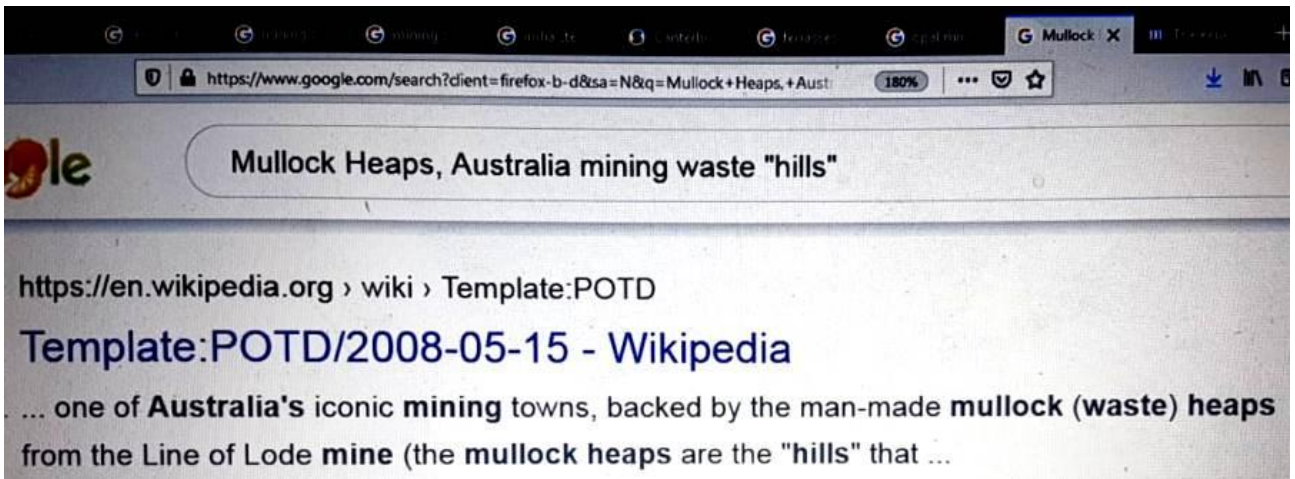 Mullock
https://www.google.com/search?client=firefox-b-d&sa=N&q=Mullock+Heaps,+Aust
180%
le
Mullock Heaps, Australia mining waste "hills"
https://en.wikipedia.org › wiki › Template:POTD
Template:POTD/2008-05-15 - Wikipedia
... one of Australia's iconic mining towns, backed by the man-made mullock (waste) heaps
from the Line of Lode mine (the mullock heaps are the "hills" that ...